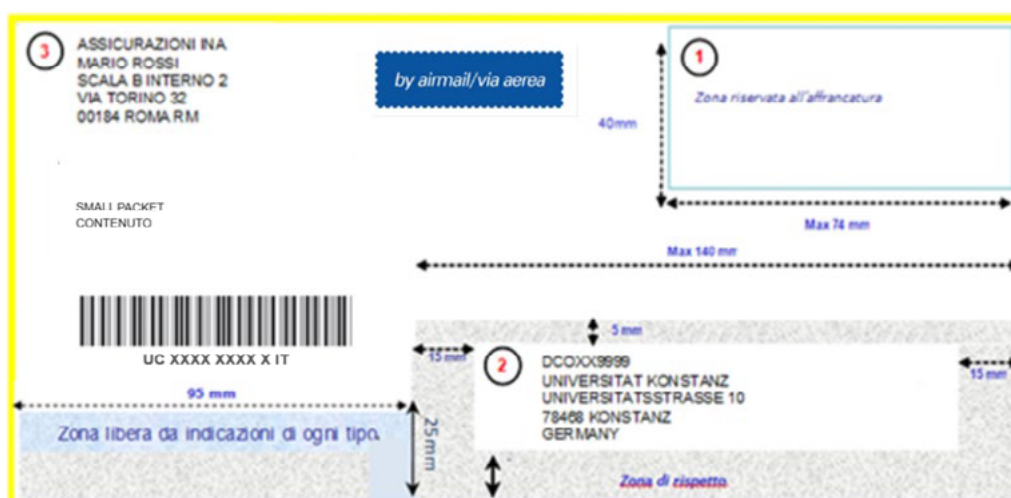 3
ASSICURAZIONI INA
MARIO ROSSI
SCALA B INTERNO 2
VIA TORINO 32
00184 ROMA RM
by airmail/via aerea
1
Zona riservata all'affrancatura
40mm
Max 74 mm
Max 140 mm
SMALL PACKET
CONTENUTO
UC XXXX XXXX X IT
95 mm
Zona libera da indicazioni di ogni tipo.
25mm
5 mm
15 mm
2
DCOXX9999
UNIVERSITAT KONSTANZ
UNIVERSITATSSTRASSE 10
78468 KONSTANZ
GERMANY
15 mm
Zona di rispetto